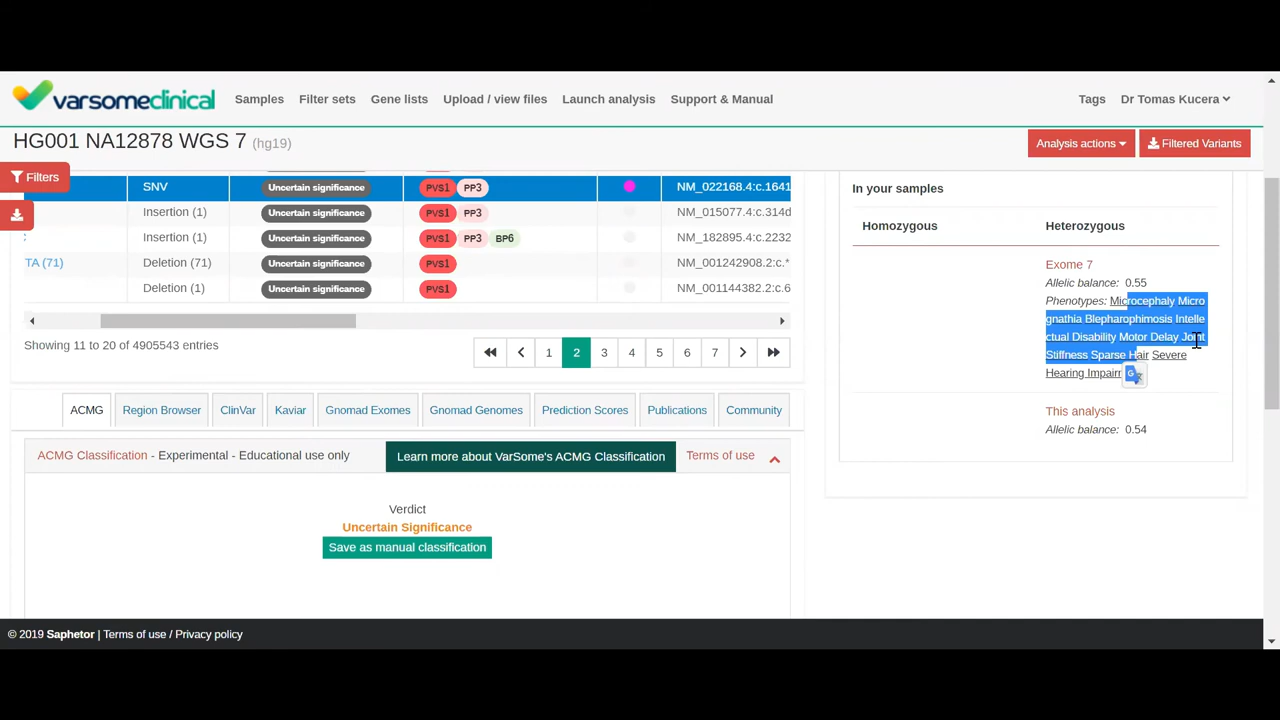 varsomeclinical
Samples
Filter sets
Gene lists
Upload / view files
Launch analysis
Support & Manual
Tags
Dr Tomas Kucera
HG001 NA12878 WGS 7 (hg19)
Analysis actions
Filtered Variants
Filters
SNV Uncertain significance PVS1 PP3 NM_022168.4:c.1641
Insertion (1) Uncertain significance PVS1 PP3 NM_015077.4:c.314d
: Insertion (1) Uncertain significance PVS1 PP3 BP6 NM_182895.4:c.2232
TA (71) Deletion (71) Uncertain significance PVS1 NM_001242908.2:c.*
Deletion (1) Uncertain significance PVS1 NM_001144382.2:c.6
Showing 11 to 20 of 4905543 entries
1 2 3 4 5 6 7
ACMG
Region Browser
ClinVar
Kaviar
Gnomad Exomes
Gnomad Genomes
Prediction Scores
Publications
Community
ACMG Classification - Experimental - Educational use only
Learn more about VarSome's ACMG Classification
Terms of use
Verdict
Uncertain Significance
Save as manual classification
In your samples
Homozygous
Heterozygous
Exome 7
Allelic balance: 0.55
Phenotypes: Microcephaly Micro
gnathia Blepharophimosis Intelle
ctual Disability Motor Delay Joint
Stiffness Sparse Hair Severe
Hearing Impairr
G
This analysis
Allelic balance: 0.54
© 2019 Saphetor | Terms of use / Privacy policy